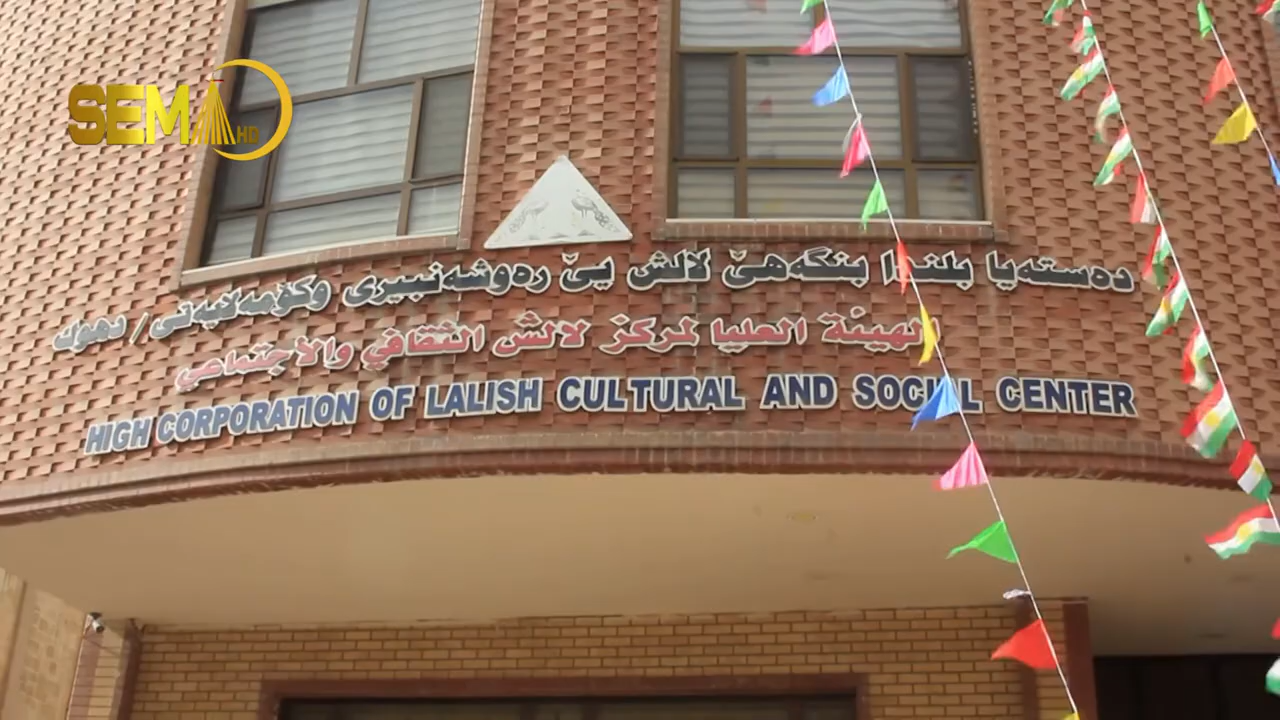 SEMA HD
دەستەیا بلندا بنگەهێ لالش یێ رەوشەنبیری وکۆمەلایەتی / دهوك
الهيئة العليا لمركز لالش الثقافي والاجتماعي
HIGH CORPORATION OF LALISH CULTURAL AND SOCIAL CENTER